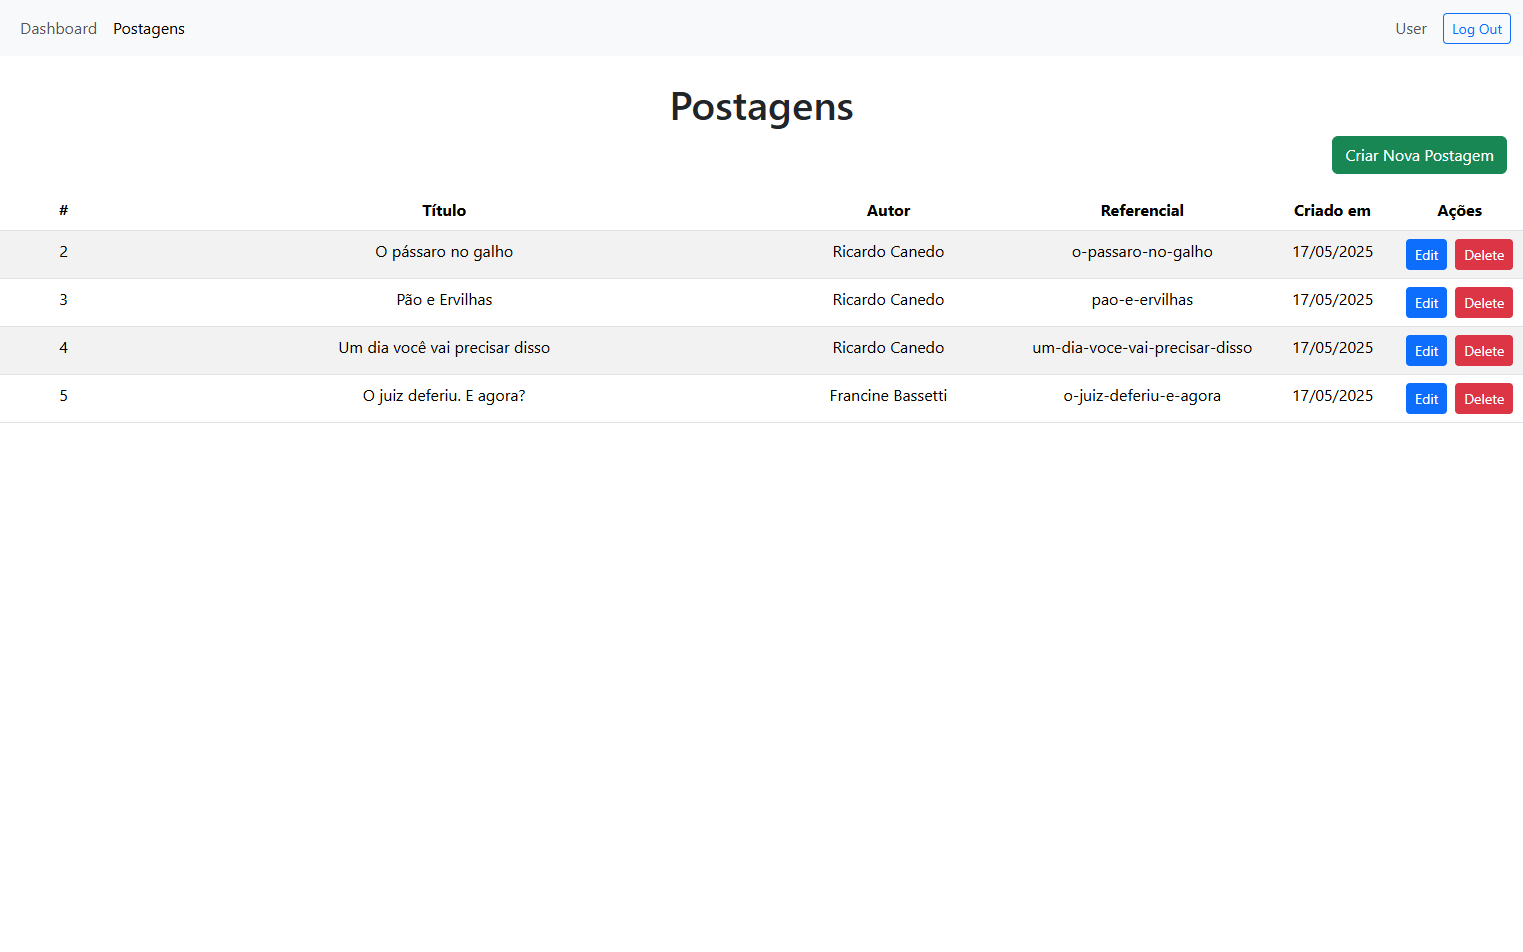 Dashboard Postagens User Log Out
Postagens
Criar Nova Postagem
# Título Autor Referencial Criado em Ações
2 O pássaro no galho Ricardo Canedo o-passaro-no-galho 17/05/2025 Edit Delete
3 Pão e Ervilhas Ricardo Canedo pao-e-ervilhas 17/05/2025 Edit Delete
4 Um dia você vai precisar disso Ricardo Canedo um-dia-voce-vai-precisar-disso 17/05/2025 Edit Delete
5 O juiz deferiu. E agora? Francine Bassetti o-juiz-deferiu-e-agora 17/05/2025 Edit Delete